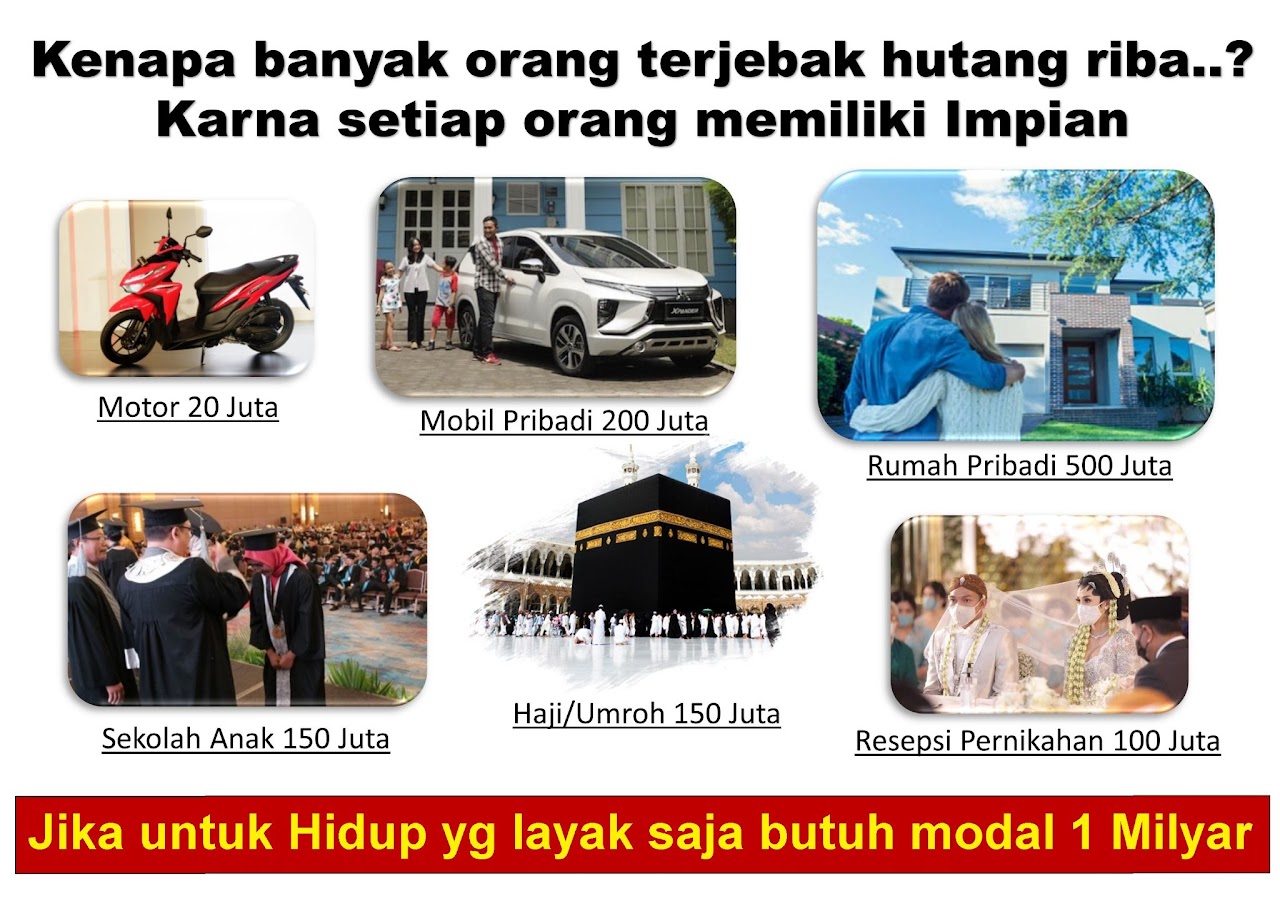 Kenapa banyak orang terjebak hutang riba..?
Karna setiap orang memiliki Impian
XPANDER
Motor 20 Juta
Mobil Pribadi 200 Juta
Rumah Pribadi 500 Juta
Sekolah Anak 150 Juta
Haji/Umroh 150 Juta
Resepsi Pernikahan 100 Juta
Jika untuk Hidup yg layak saja butuh modal 1 Milyar